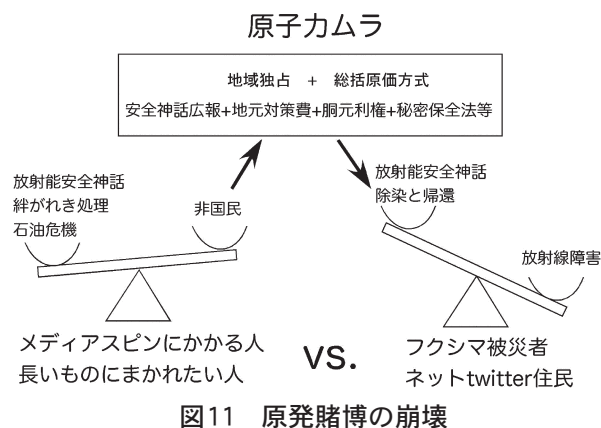 原子力ムラ
地域独占 + 総括原価方式
安全神話広報+地元対策費+胴元利権+秘密保全法等
放射能安全神話
絆がれき処理
石油危機
非国民
放射能安全神話
除染と帰還
放射線障害
メディアスピンにかかる人
長いものにまかれたい人
vs.
フクシマ被災者
ネットtwitter住民
図11 原発賭博の崩壊